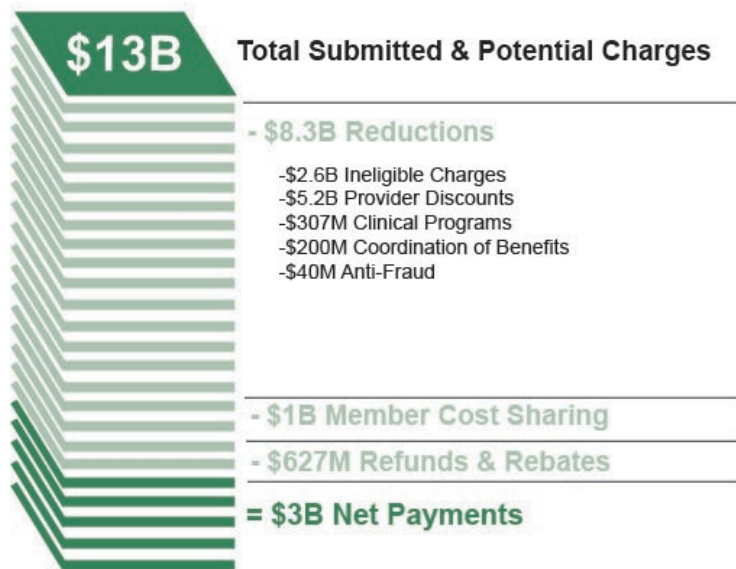 $13B
Total Submitted & Potential Charges
- $8.3B Reductions
-$2.6B Ineligible Charges
-$5.2B Provider Discounts
-$307M Clinical Programs
-$200M Coordination of Benefits
-$40M Anti-Fraud
- $1B Member Cost Sharing
- $627M Refunds & Rebates
= $3B Net Payments